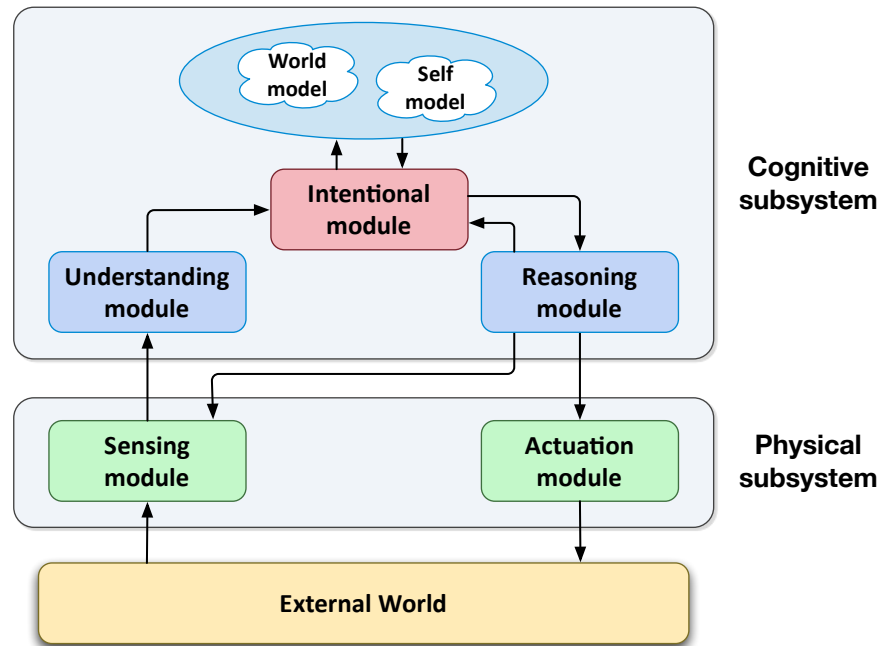 World
model
Self
model
Intentional
module
Cognitive
subsystem
Understanding
module
Reasoning
module
Sensing
module
Actuation
module
Physical
subsystem
External World